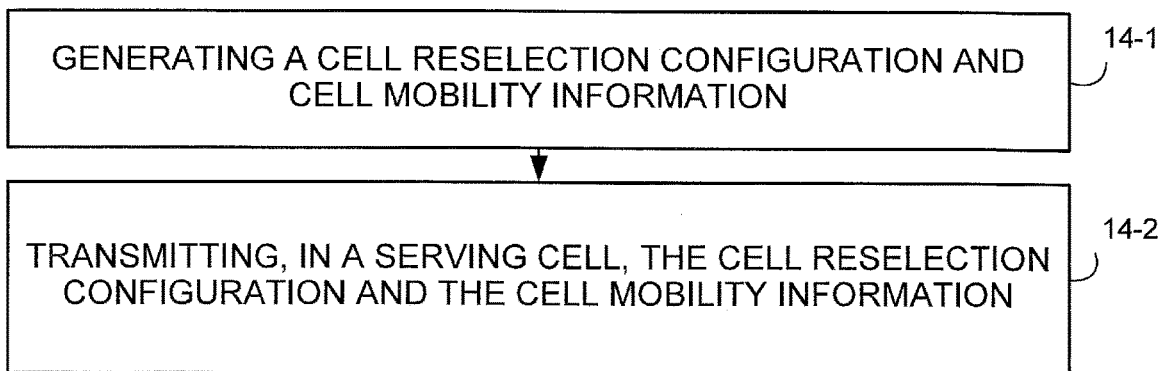 GENERATING A CELL RESELECTION CONFIGURATION AND
CELL MOBILITY INFORMATION
14-1
TRANSMITTING, IN A SERVING CELL, THE CELL RESELECTION
CONFIGURATION AND THE CELL MOBILITY INFORMATION
14-2